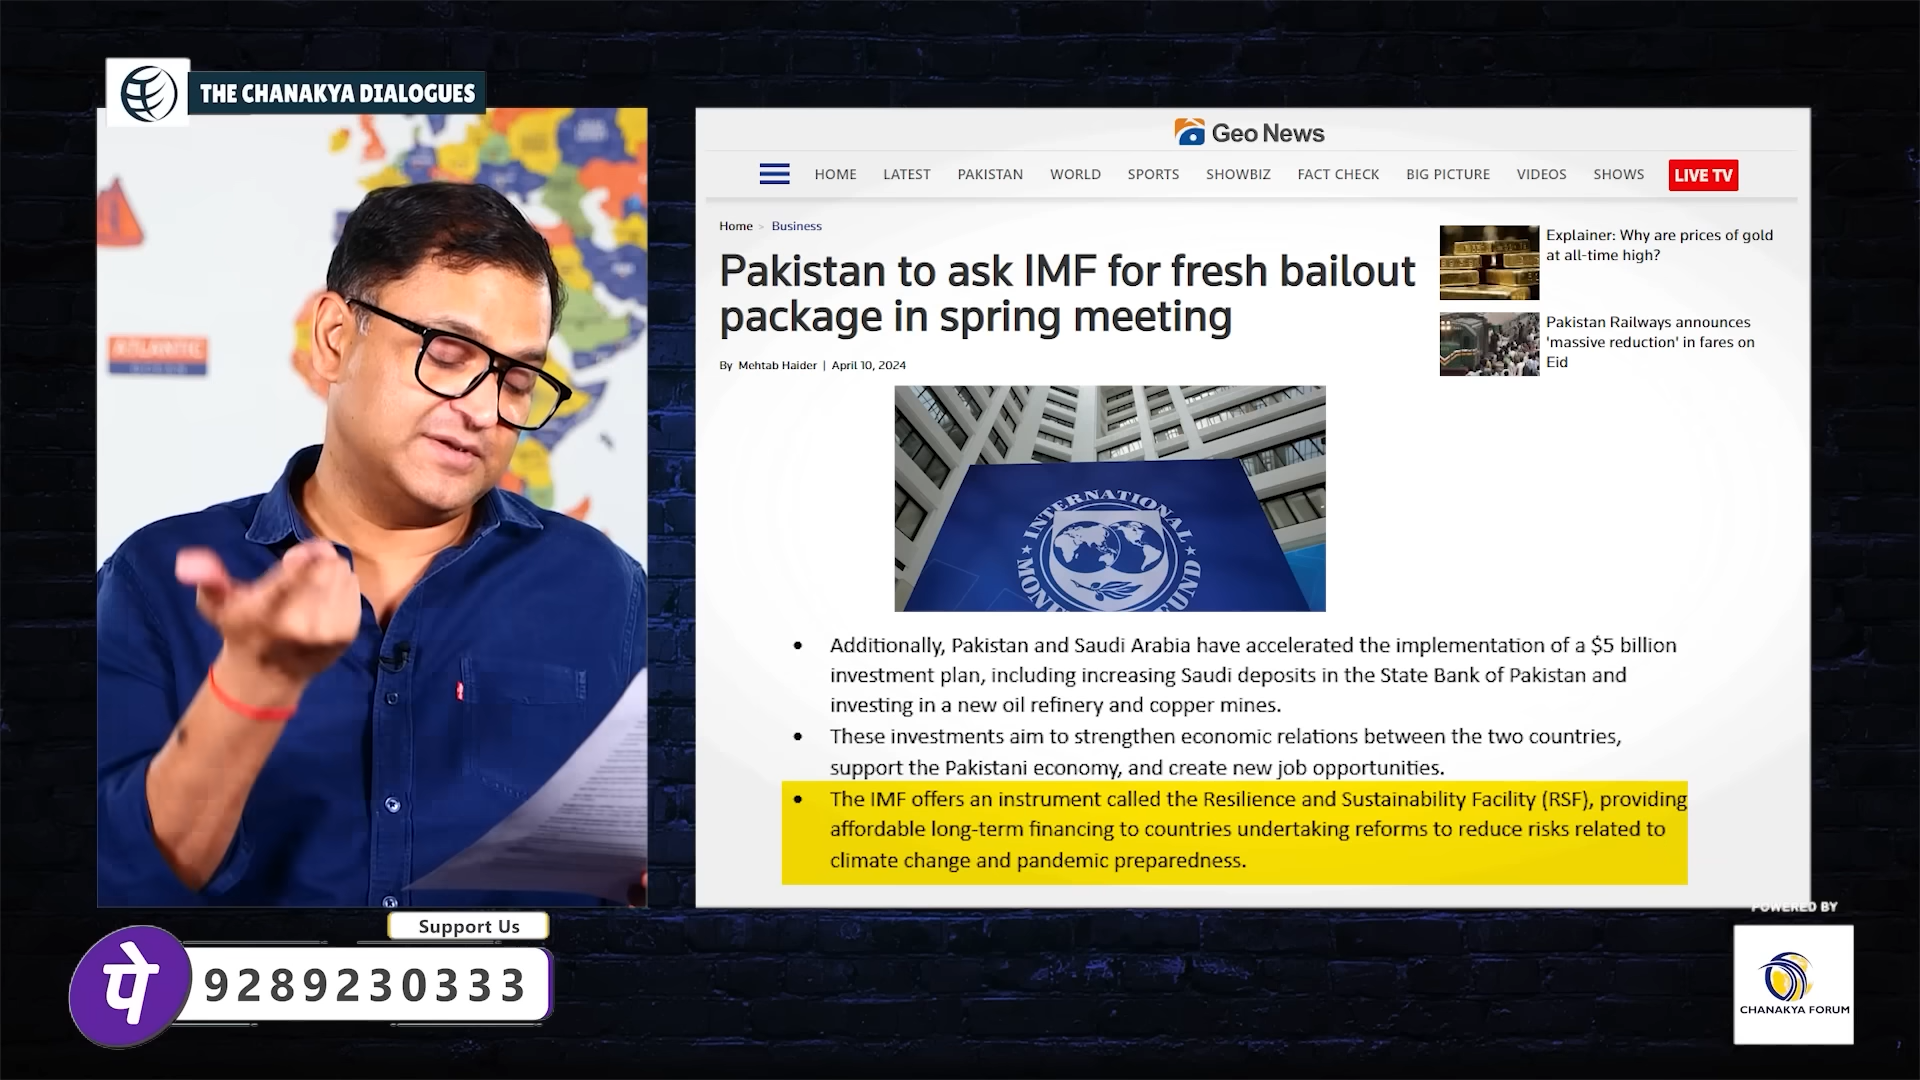 THE CHANAKYA DIALOGUES
Geo News
HOME LATEST PAKISTAN WORLD SPORTS SHOWBIZ FACT CHECK BIG PICTURE VIDEOS SHOWS LIVE TV
Home > Business
Pakistan to ask IMF for fresh bailout
package in spring meeting
By Mehtab Haider | April 10, 2024
Explainer: Why are prices of gold
at all-time high?
Pakistan Railways announces
'massive reduction' in fares on
Eid
INTERNATIONAL
• Additionally, Pakistan and Saudi Arabia have accelerated the implementation of a $5 billion
investment plan, including increasing Saudi deposits in the State Bank of Pakistan and
investing in a new oil refinery and copper mines.
• These investments aim to strengthen economic relations between the two countries,
support the Pakistani economy, and create new job opportunities.
• The IMF offers an instrument called the Resilience and Sustainability Facility (RSF), providing
affordable long-term financing to countries undertaking reforms to reduce risks related to
climate change and pandemic preparedness.
ATLANTIC
Support Us
पे
9289230333
POWERED BY
CHANAKYA FORUM